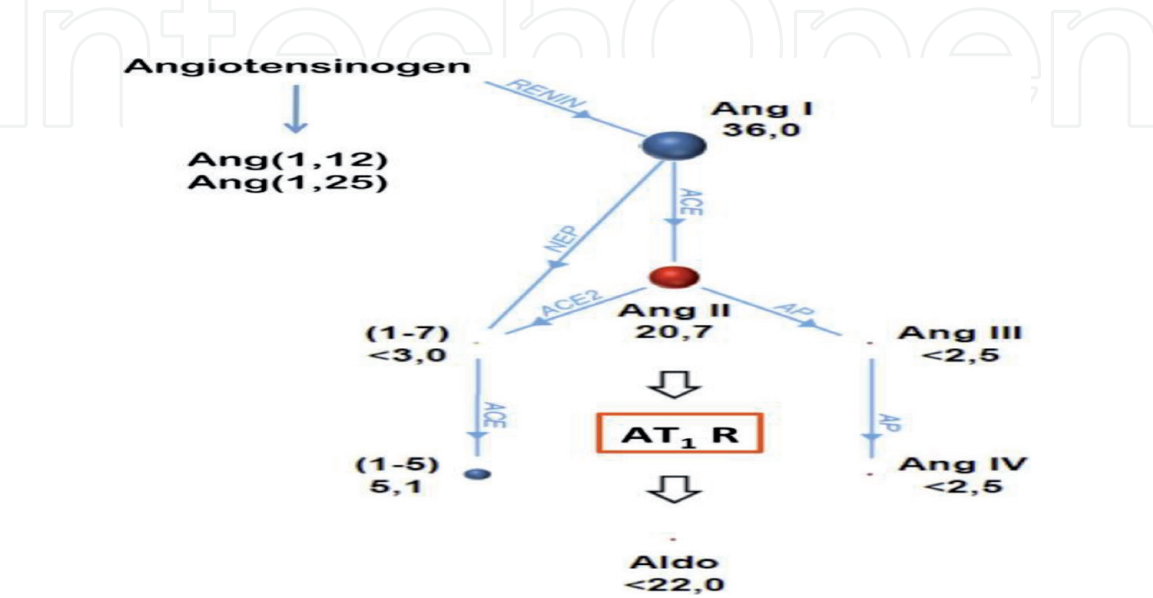 IntechOpen
Angiotensinogen
RENIN
Ang I
36,0
Ang(1,12)
Ang(1,25)
ACE
NEP
ACE2
Ang II
20,7
AP
(1-7)
<3,0
Ang III
<2,5
ACE
AT₁ R
AP
(1-5)
5,1
Ang IV
<2,5
Aldo
<22,0